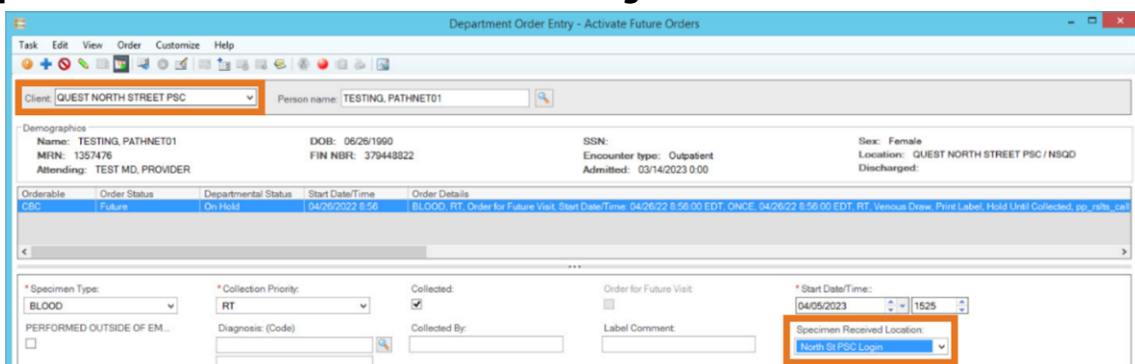 Department Order Entry - Activate Future Orders
Task Edit View Order Customize Help
Client: QUEST NORTH STREET PSC Person name: TESTING, PATHNET01
Demographics
Name: TESTING, PATHNET01 DOB: 06/26/1990 SSN: Sex: Female
MRN: 1357476 FIN NBR: 379448822 Encounter type: Outpatient Location: QUEST NORTH STREET PSC / NSQD
Attending: TEST MD, PROVIDER Admitted: 03/14/2023 0:00 Discharged:
Orderable Order Status Departmental Status Start Date/Time Order Details
CBC Future On Hold 04/26/2022 8:56 BLOOD, RT, Order for Future Visit, Start Date/Time: 04/26/22 8:56:00 EDT, ONCE, 04/26/22 8:56:00 EDT, RT, Venous Draw, Print Label, Hold Until Collected, pp_rslts_call
*Specimen Type: *Collection Priority: Collected: Order for Future Visit: *Start Date/Time::
BLOOD RT 04/05/2023 1525
PERFORMED OUTSIDE OF EM... Diagnosis: (Code) Collected By: Label Comment: Specimen Received Location:
North St PSC Login